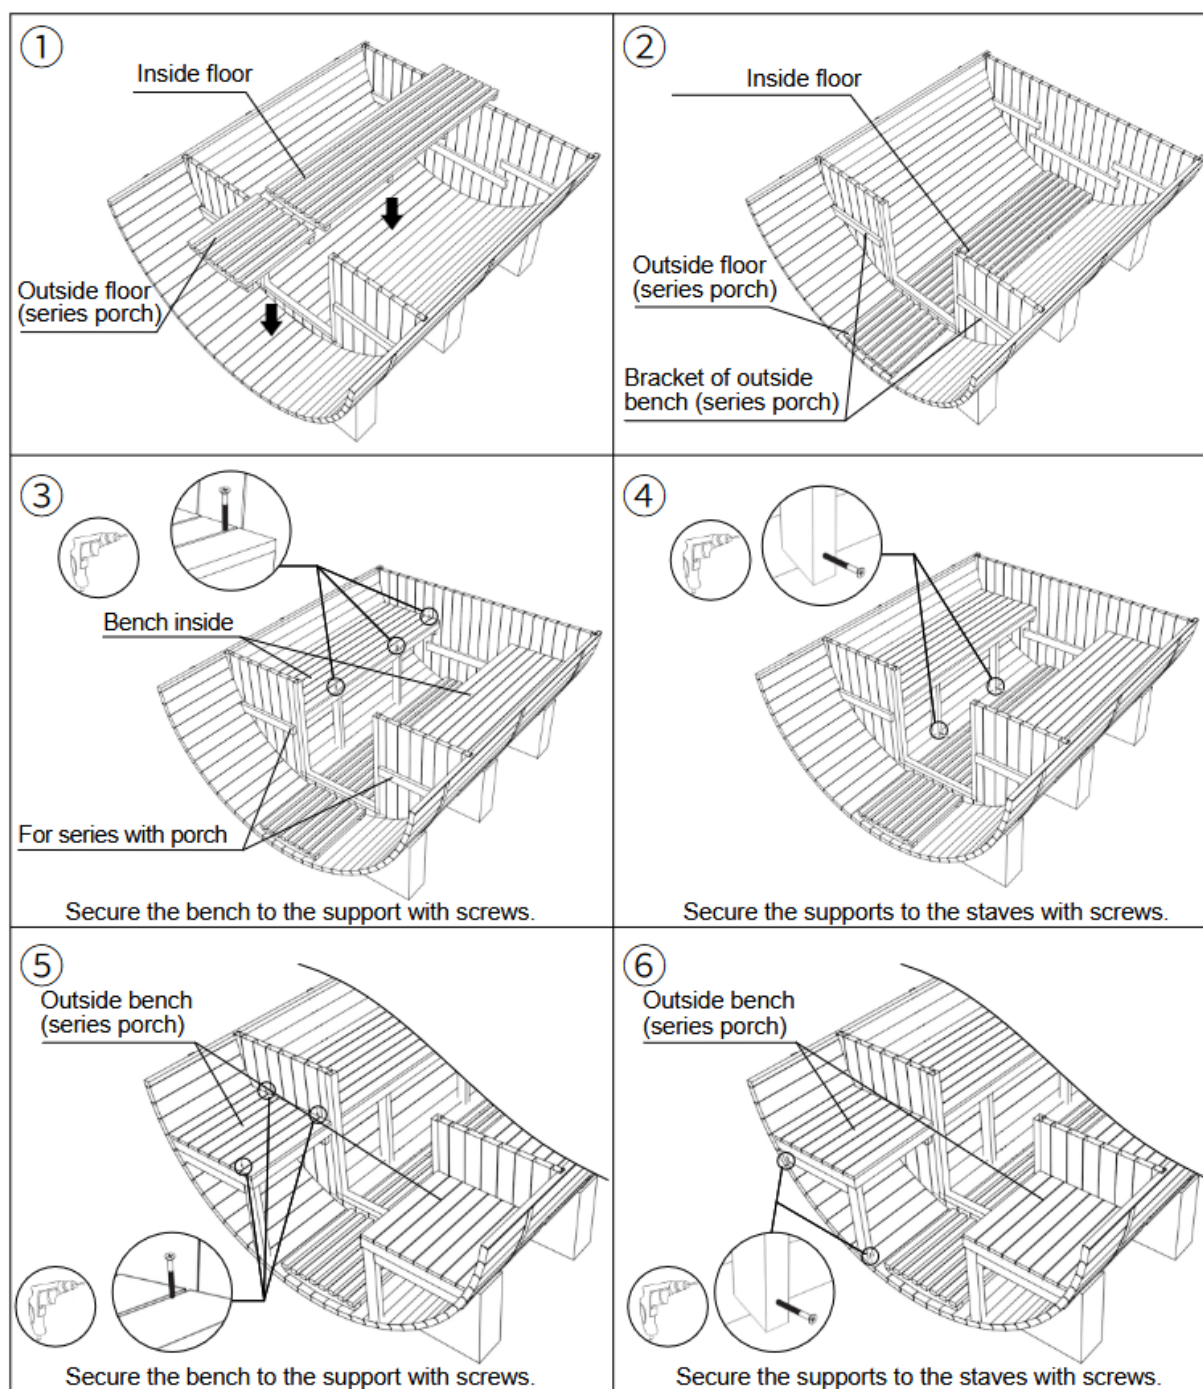 1
Inside floor
Outside floor
(series porch)
2
Inside floor
Outside floor
(series porch)
Bracket of outside
bench (series porch)
3
Bench inside
For series with porch
Secure the bench to the support with screws.
4
Secure the supports to the staves with screws.
5
Outside bench
(series porch)
Secure the bench to the support with screws.
6
Outside bench
(series porch)
Secure the supports to the staves with screws.